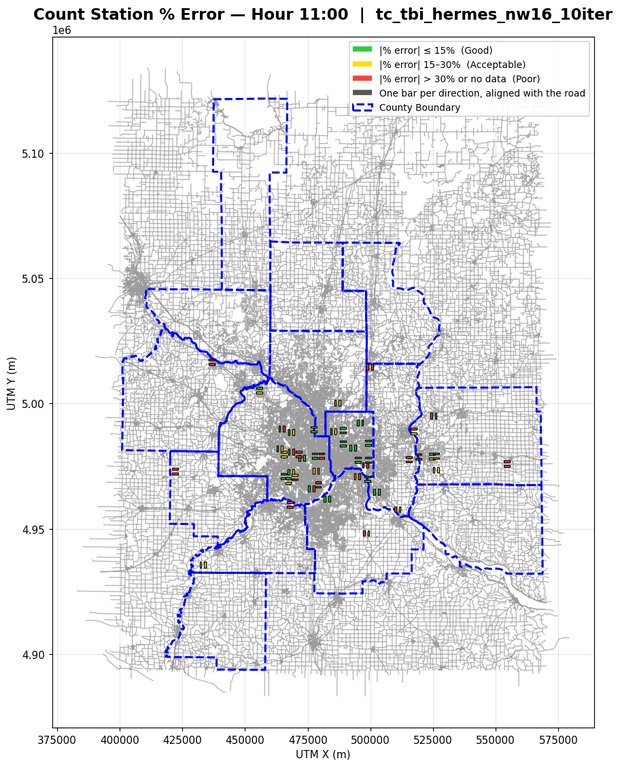 Count Station % Error — Hour 11:00 | tc_tbi_hermes_nw16_10iter
1e6
|% error| ≤ 15% (Good)
|% error| 15–30% (Acceptable)
|% error| > 30% or no data (Poor)
One bar per direction, aligned with the road
County Boundary
5.10
5.05
5.00
4.95
4.90
UTM Y (m)
375000 400000 425000 450000 475000 500000 525000 550000 575000
UTM X (m)